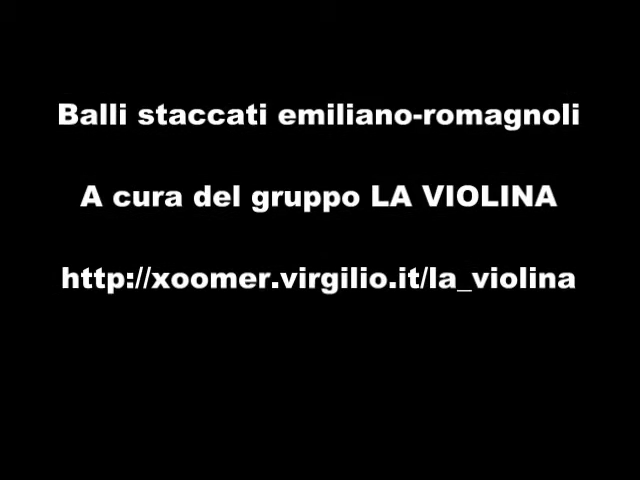 Balli staccati emiliano-romagnoli
A cura del gruppo LA VIOLINA
http://xoomer.virgilio.it/la_violina